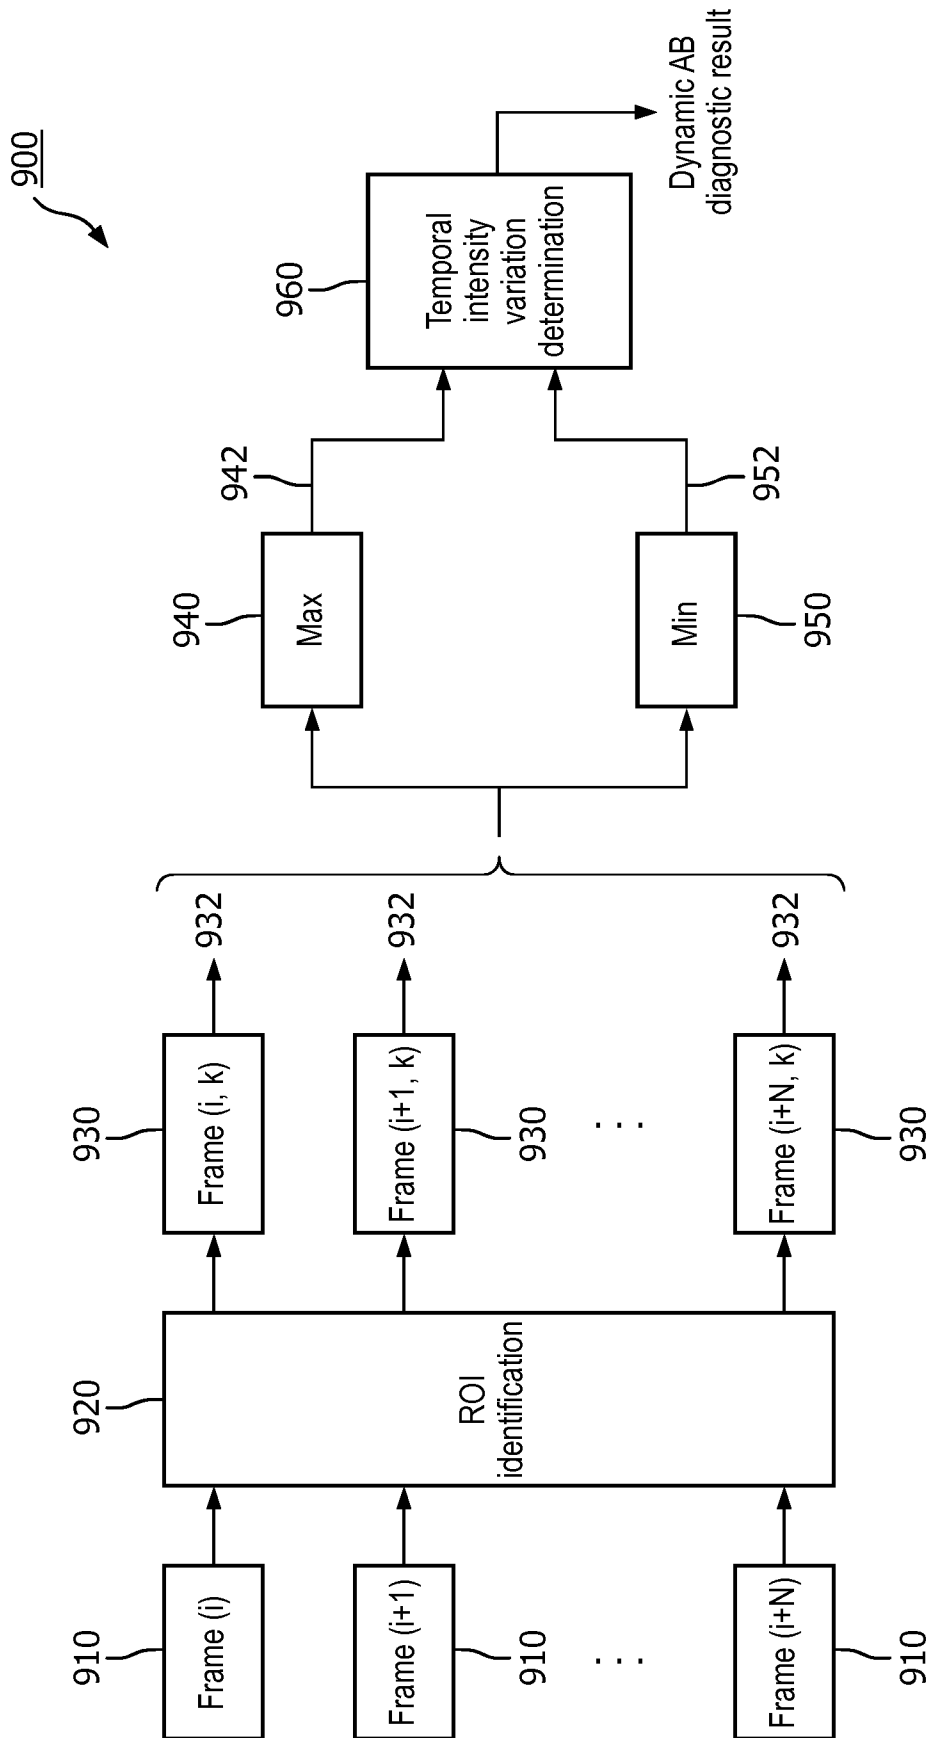 900
910
Frame (i)
Frame (i+1)
910
. . .
Frame (i+N)
910
920
ROI
identification
930
Frame (i, k)
932
Frame (i+1, k)
930
932
. . .
Frame (i+N, k)
930
932
940
Max
942
Min
950
952
960
Temporal
intensity
variation
determination
Dynamic AB
diagnostic result